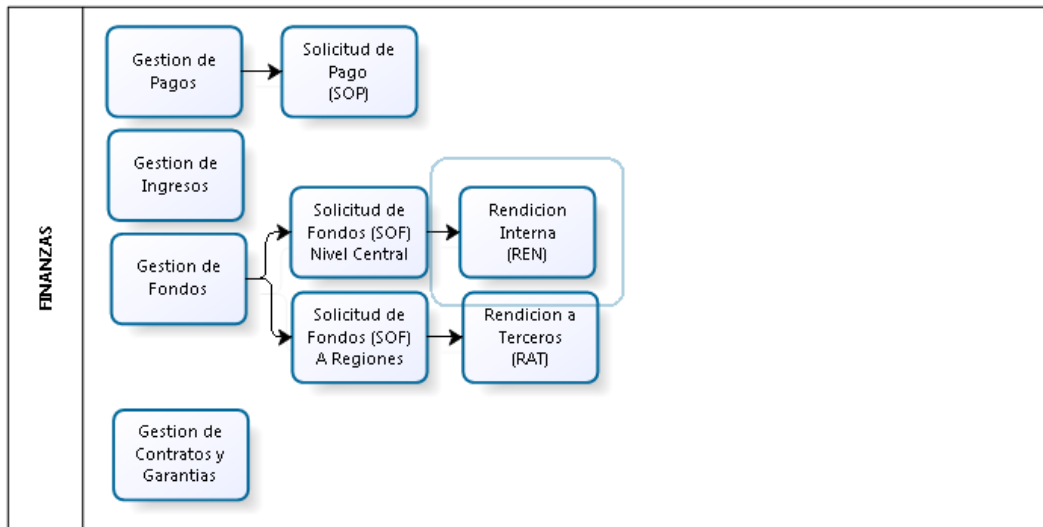 FINANZAS
Gestion de
Pagos
Solicitud de
Pago
(SOP)
Gestion de
Ingresos
Gestion de
Fondos
Solicitud de
Fondos (SOF)
Nivel Central
Rendicion
Interna
(REN)
Solicitud de
Fondos (SOF)
A Regiones
Rendicion a
Terceros
(RAT)
Gestion de
Contratos y
Garantias